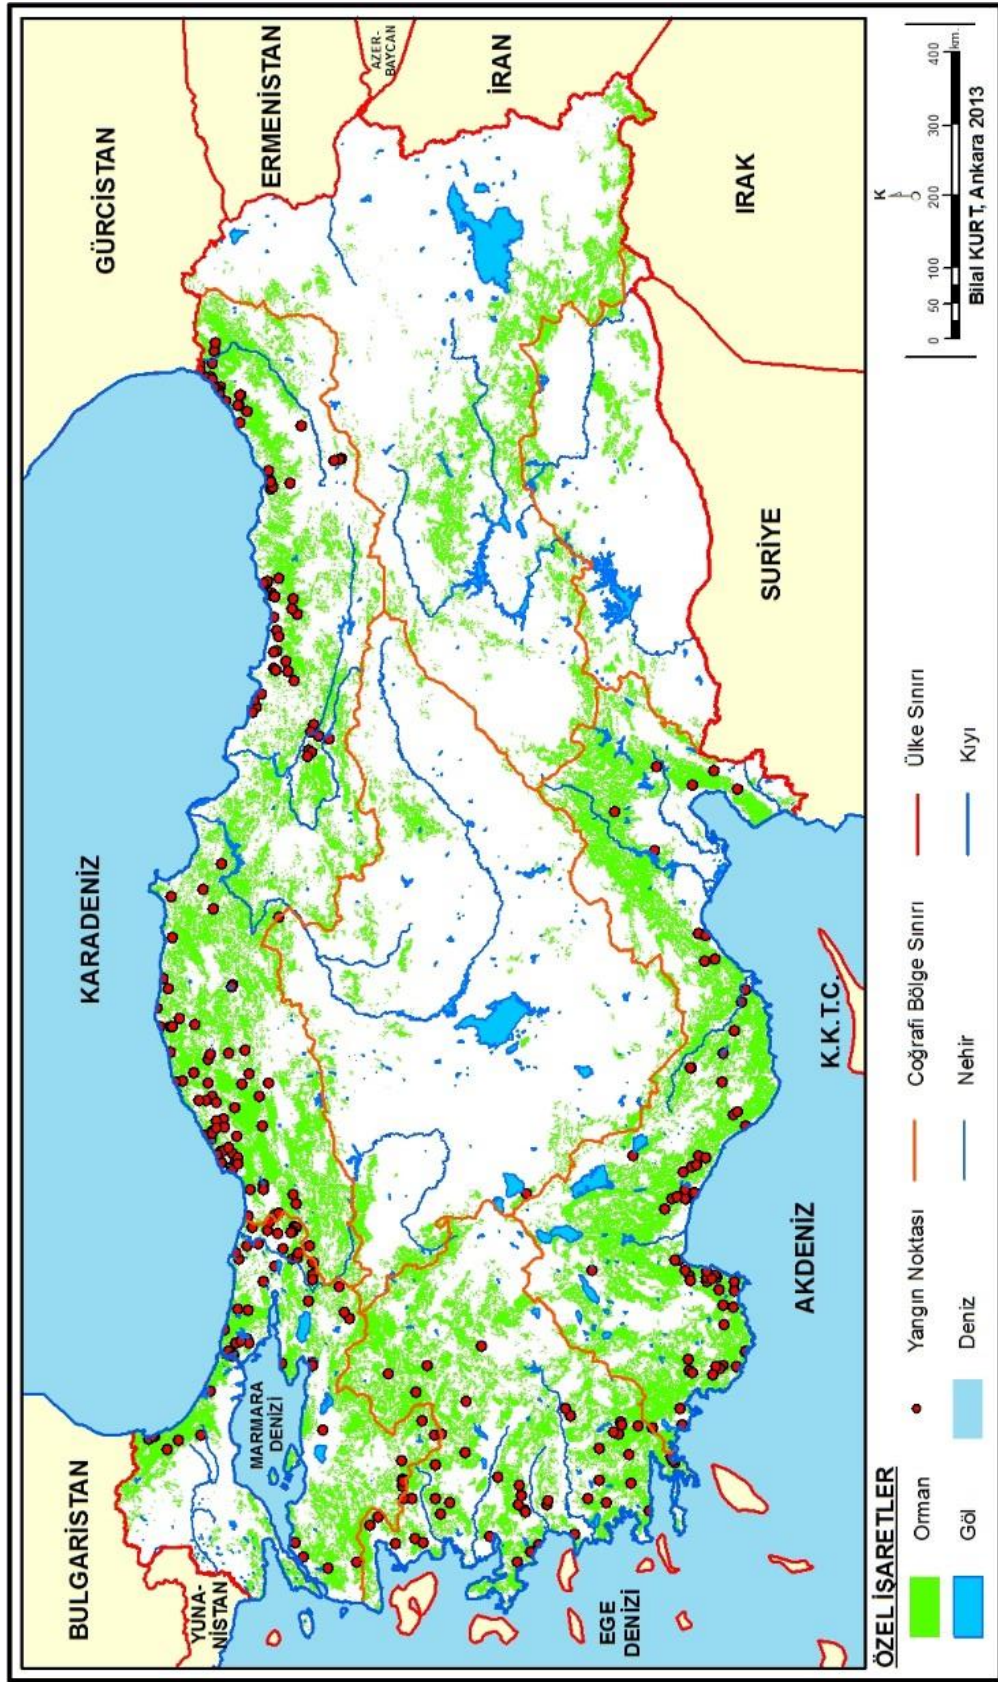 BULGARİSTAN
KARADENİZ
GÜRCİSTAN
YUNA-
NİSTAN
MARMARA
DENİZİ
ERMENİSTAN
AZER-
BAYCAN
İRAN
EGE
DENİZİ
AKDENİZ
K.K.T.C.
SURİYE
IRAK
ÖZEL İŞARETLER
Orman
Yangın Noktası
Coğrafi Bölge Sınırı
Ülke Sınırı
Göl
Deniz
Nehir
Kıyı
K
0 50 100 200 300 400
km.
Bilal KURT, Ankara 2013